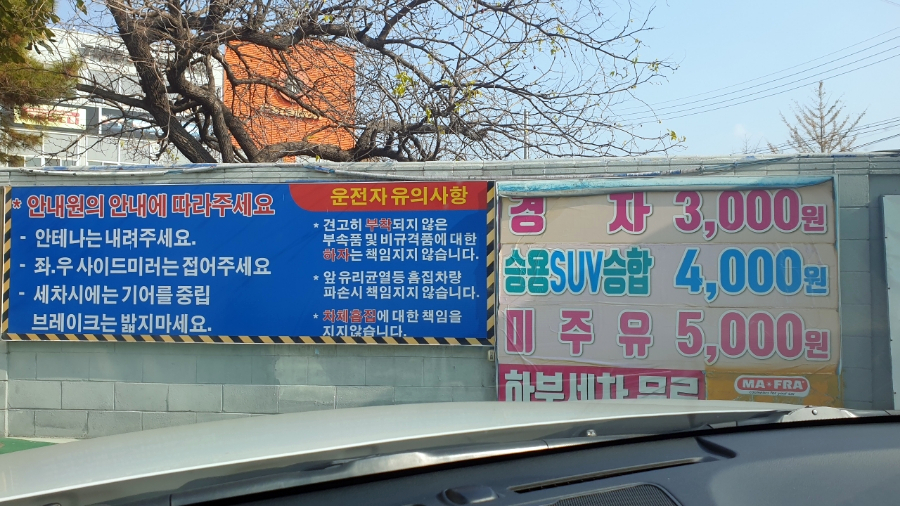 * 안내원의 안내에 따라주세요
- 안테나는 내려주세요.
- 좌.우 사이드미러는 접어주세요
- 세차시에는 기어를 중립
브레이크는 밟지마세요.
운전자 유의사항
* 견고히 부착되지 않은
부속품 및 비규격품에 대한
하자는 책임지지 않습니다.
* 앞 유리균열등 흠집차량
파손시 책임지지 않습니다.
* 차체흠집에 대한 책임을
지지않습니다.
경 자 3,000원
승용SUV승합 4,000원
미 주 유 5,000원
하부세차 무료
MA-FRA